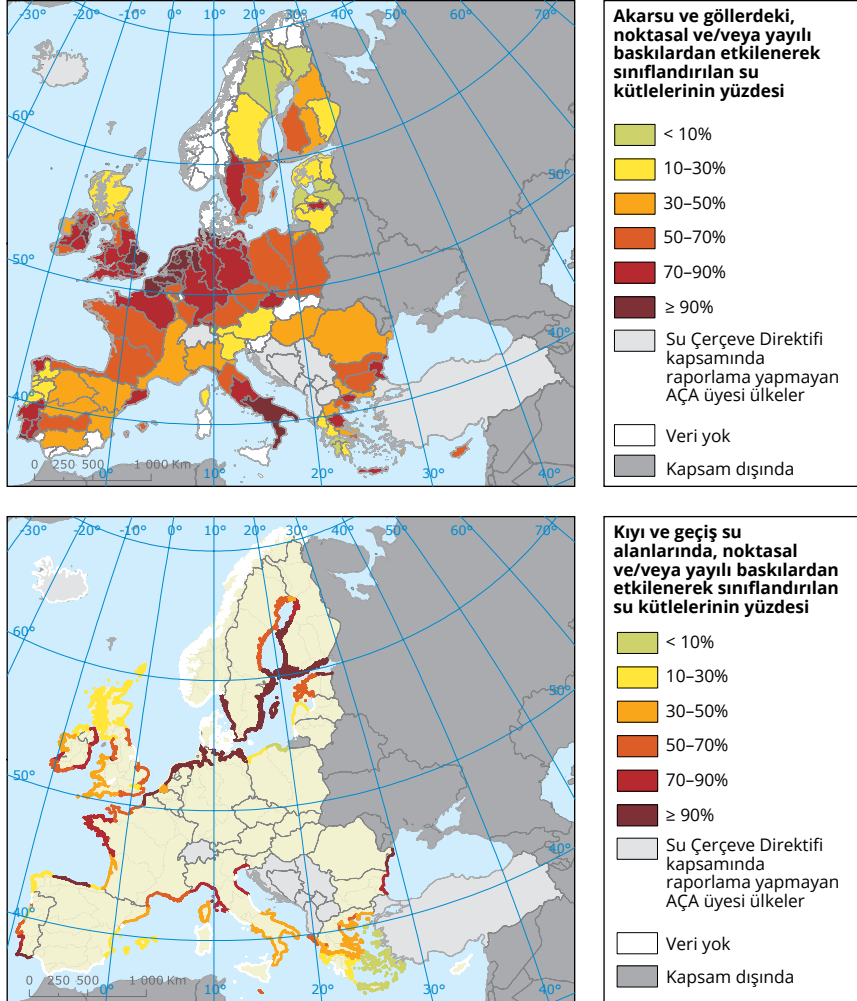 -30°
-20°
-10°
0°
10°
20°
30°
40°
50°
60°
70°
60°
50°
50°
40°
40°
0 250 500 1 000 Km
0°
10°
20°
30°
Akarsu ve göllerdeki,
noktasal ve/veya yayılı
baskılardan etkilenerek
sınıflandırılan su
kütlelerinin yüzdesi
< 10%
10–30%
30–50%
50–70%
70–90%
≥ 90%
Su Çerçeve Direktifi
kapsamında
raporlama yapmayan
AÇA üyesi ülkeler
Veri yok
Kapsam dışında
-30°
-20°
-10°
0°
10°
20°
30°
40°
50°
60°
70°
60°
50°
50°
40°
40°
0 250 500 1 000 Km
0°
10°
20°
30°
Kıyı ve geçiş su
alanlarında, noktasal
ve/veya yayılı baskılardan
etkilenerek sınıflandırılan
su kütlelerinin yüzdesi
< 10%
10–30%
30–50%
50–70%
70–90%
≥ 90%
Su Çerçeve Direktifi
kapsamında
raporlama yapmayan
AÇA üyesi ülkeler
Veri yok
Kapsam dışında